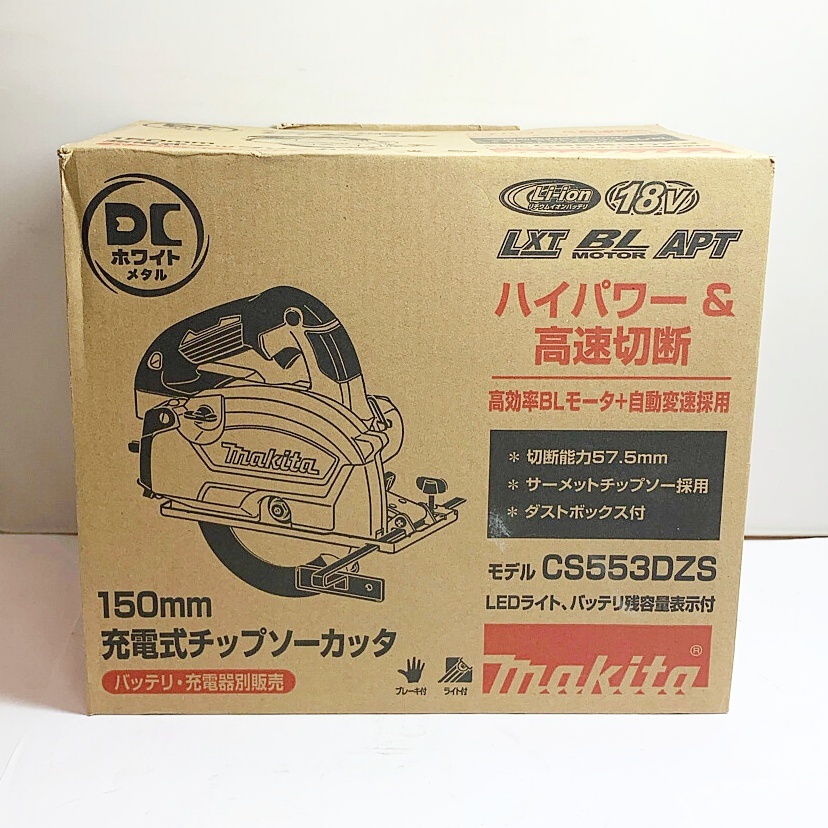 DC
ホワイト
メタル
Li-ion
リチウムイオンバッテリ
18V
LXT BL MOTOR APT
ハイパワー &
高速切断
高効率BLモータ+自動変速採用
* 切断能力57.5mm
* サーメットチップソー採用
* ダストボックス付
モデル CS553DZS
LEDライト、バッテリ残容量表示付
makita
150mm
充電式チップソーカッタ
バッテリ・充電器別販売
ブレーキ付
ライト付
makita®